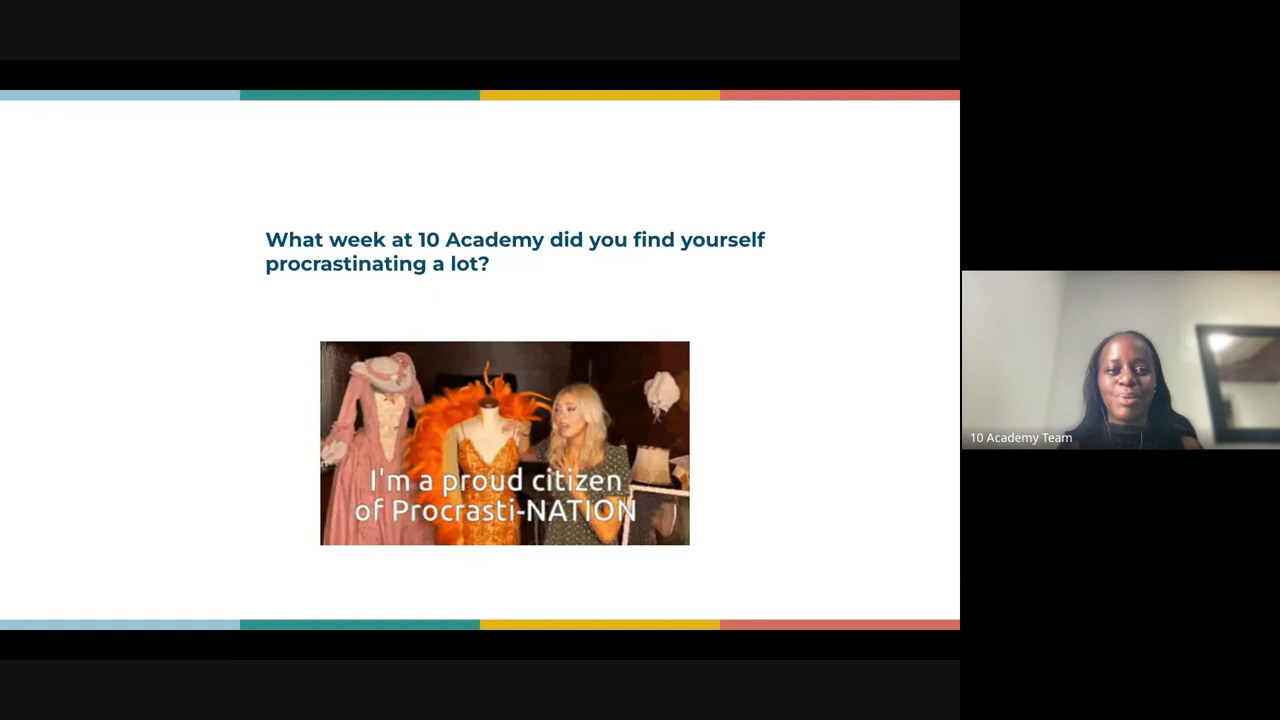 What week at 10 Academy did you find yourself
procrastinating a lot?
I'm a proud citizen
of Procrasti-NATION
10 Academy Team